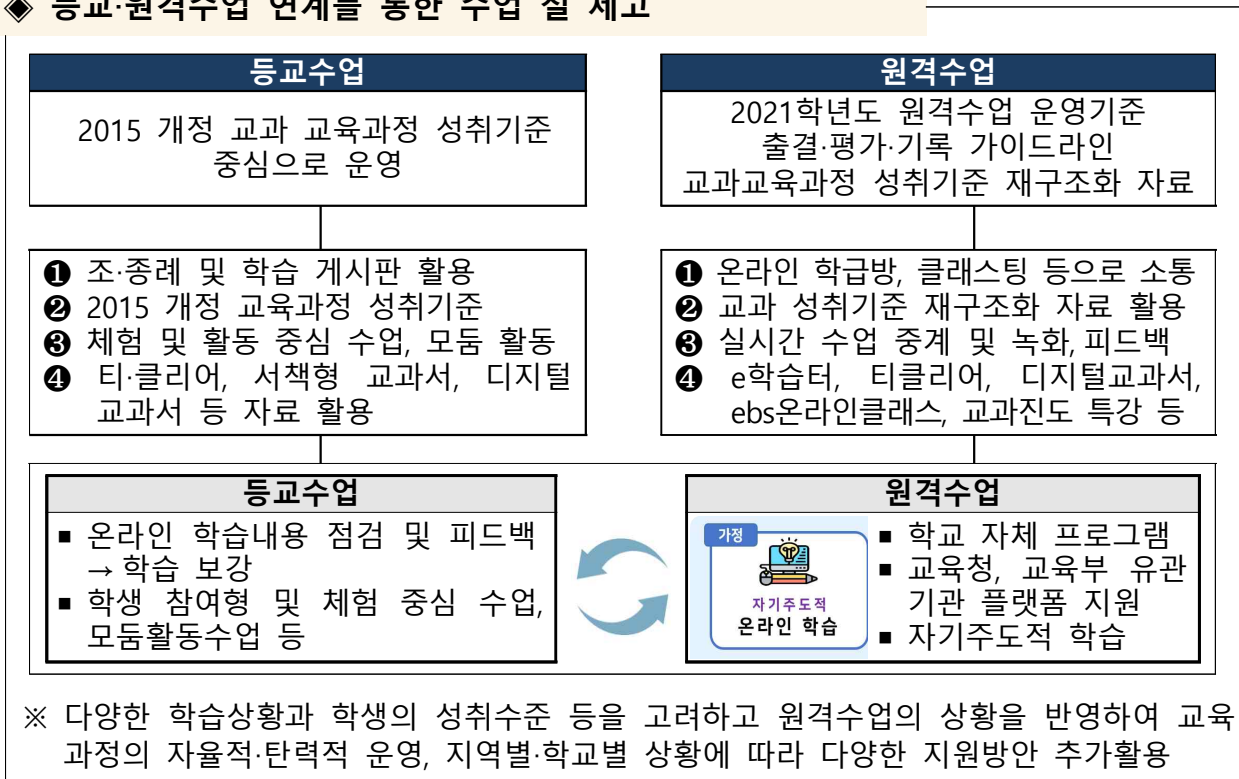 ◈ 등교·원격수업 연계를 통한 수업 질 제고
등교수업
2015 개정 교과 교육과정 성취기준
중심으로 운영
원격수업
2021학년도 원격수업 운영기준
출결·평가·기록 가이드라인
교과교육과정 성취기준 재구조화 자료
❶ 조·종례 및 학습 게시판 활용
❷ 2015 개정 교육과정 성취기준
❸ 체험 및 활동 중심 수업, 모둠 활동
❹ 티·클리어, 서책형 교과서, 디지털
교과서 등 자료 활용
❶ 온라인 학급방, 클래스팅 등으로 소통
❷ 교과 성취기준 재구조화 자료 활용
❸ 실시간 수업 중계 및 녹화, 피드백
❹ e학습터, 티클리어, 디지털교과서,
ebs온라인클래스, 교과진도 특강 등
등교수업
▪ 온라인 학습내용 점검 및 피드백
→ 학습 보강
▪ 학생 참여형 및 체험 중심 수업,
모둠활동수업 등
원격수업
가정
자기주도적
온라인 학습
▪ 학교 자체 프로그램
▪ 교육청, 교육부 유관
기관 플랫폼 지원
▪ 자기주도적 학습
※ 다양한 학습상황과 학생의 성취수준 등을 고려하고 원격수업의 상황을 반영하여 교육
과정의 자율적·탄력적 운영, 지역별·학교별 상황에 따라 다양한 지원방안 추가활용